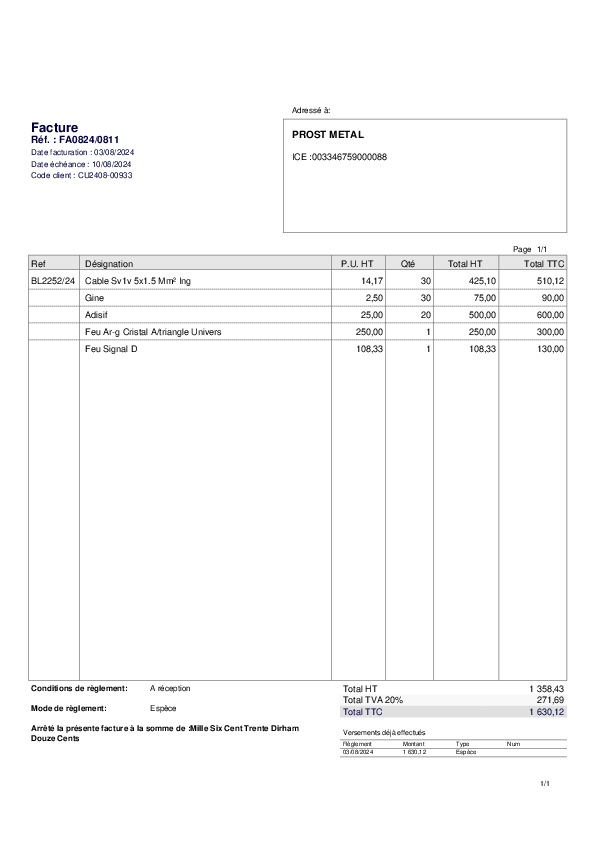 Adressé à:
Facture
Réf. : FA0824/0811
Date facturation : 03/08/2024
Date échéance : 10/08/2024
Code client : CU2408-00933
PROST METAL
ICE :003346759000088
Page 1/1
Ref Désignation P.U. HT Qté Total HT Total TTC
BL2252/24 Cable Sv1v 5x1.5 Mm² Ing 14,17 30 425,10 510,12
Gine 2,50 30 75,00 90,00
Adisif 25,00 20 500,00 600,00
Feu Ar-g Cristal A/triangle Univers 250,00 1 250,00 300,00
Feu Signal D 108,33 1 108,33 130,00
Conditions de règlement: A réception
Mode de règlement: Espèce
Arrêté la présente facture à la somme de :Mille Six Cent Trente Dirham
Douze Cents
Total HT 1 358,43
Total TVA 20% 271,69
Total TTC 1 630,12
Versements déjà effectués
Règlement Montant Type Num
03/08/2024 1 630,12 Espèce
1/1